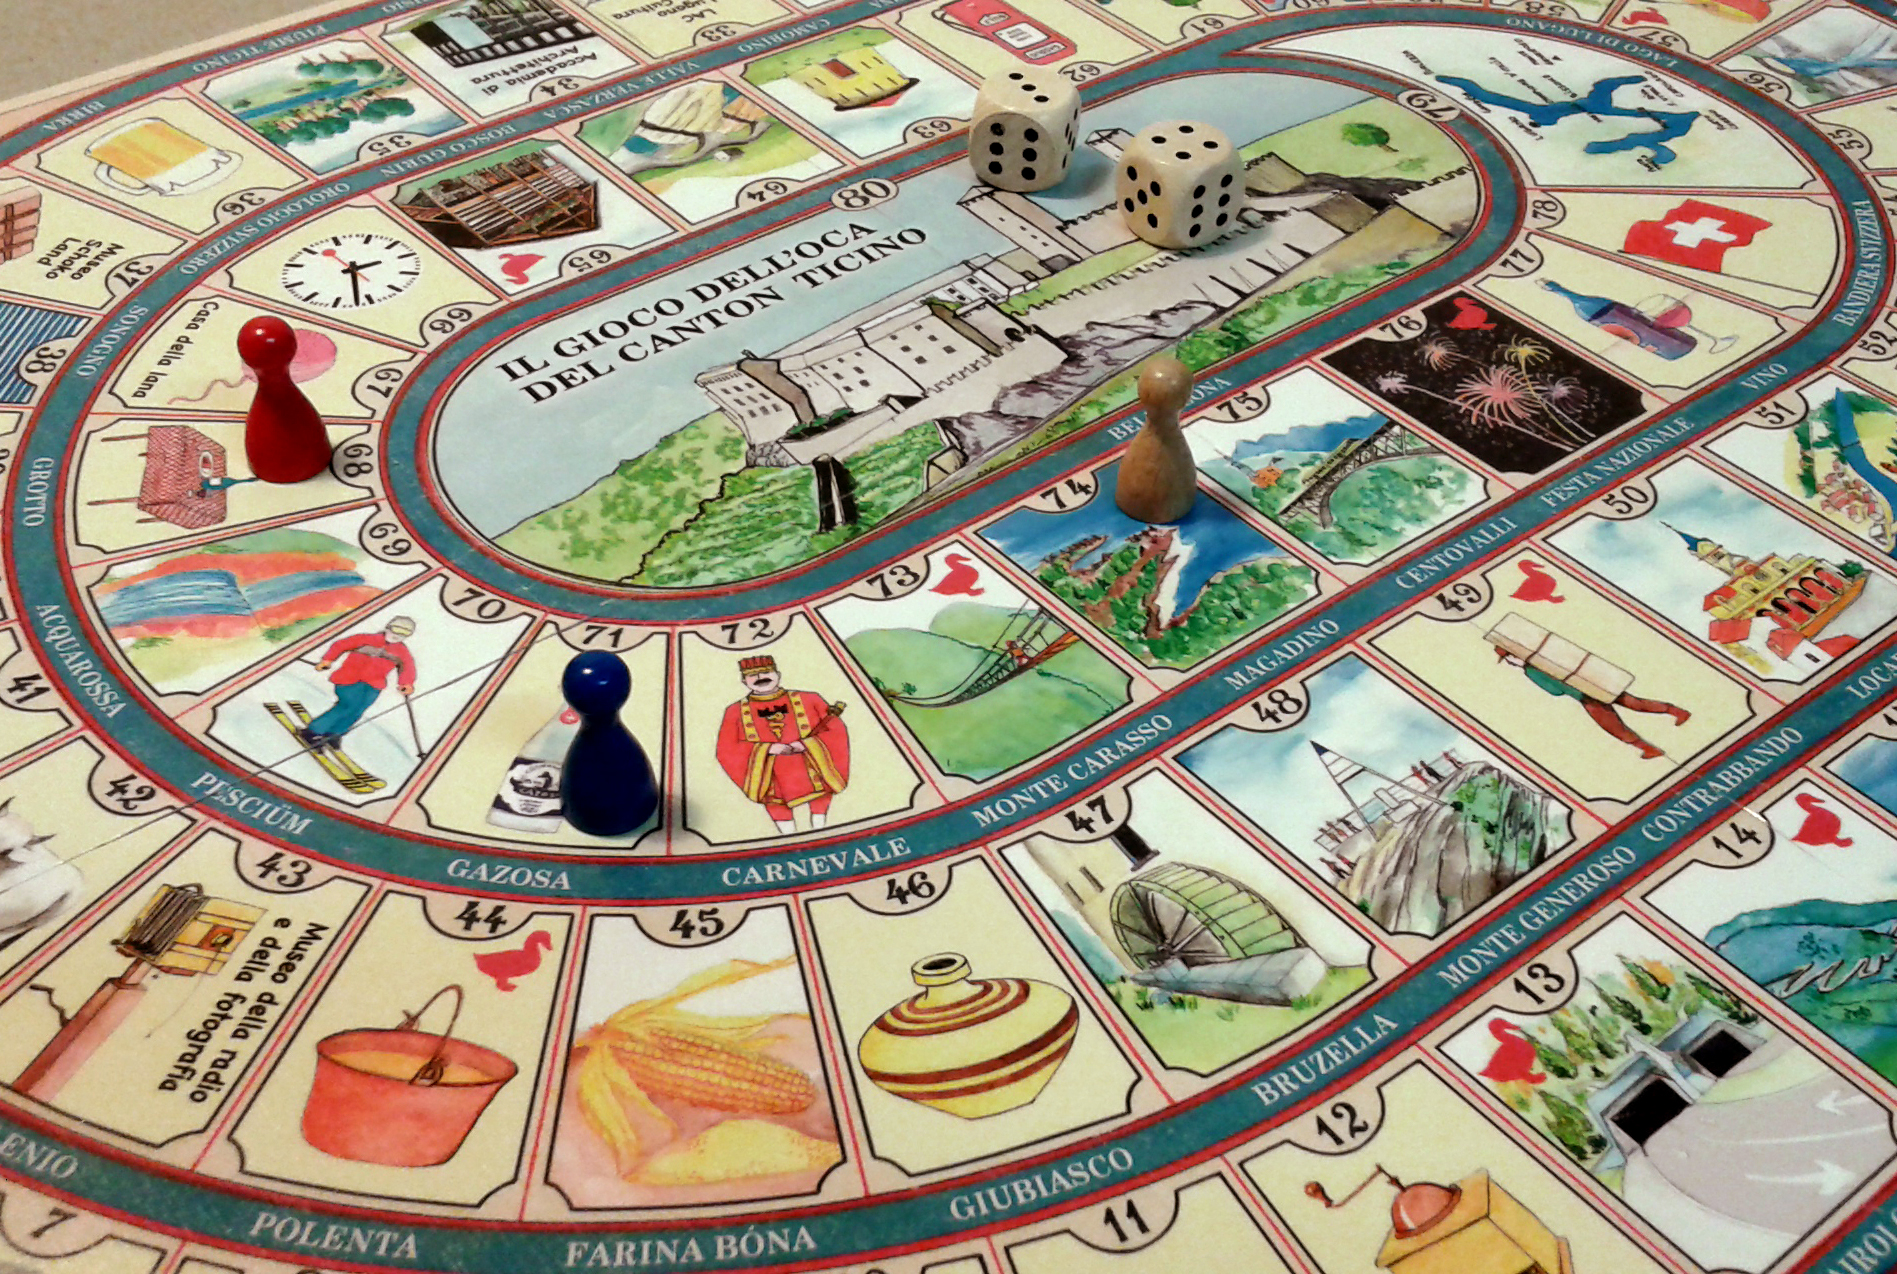 FIUME TICINO
BIRRA
Accademia di
Architettura
34
Lugano
Cultura
33
VALLE VERZASCA
CAMORINO
BOSCO GURIN
OROLOGIO SVIZZERO
35
36
Museo
Schoko
Land
37
38
SONOGNO
GROTTO
ACQUAROSSA
PESCIÜM
GAZOSA
CARNEVALE
MONTE CARASSO
MAGADINO
CENTOVALLI
FESTA NAZIONALE
VINO
BANDIERA SVIZZERA
LAGO DI LUGANO
61
62
63
64
65
66
Casa della lana
67
68
69
70
71
72
73
74
75
76
77
78
79
80
IL GIOCO DELL'OCA
DEL CANTON TICINO
57
56
55
52
51
50
49
48
47
46
45
44
43
42
41
Museo della radio
e della fotografia
POLENTA
FARINA BÓNA
GIUBIASCO
BRUZELLA
MONTE GENEROSO
CONTRABBANDO
7
11
12
13
14